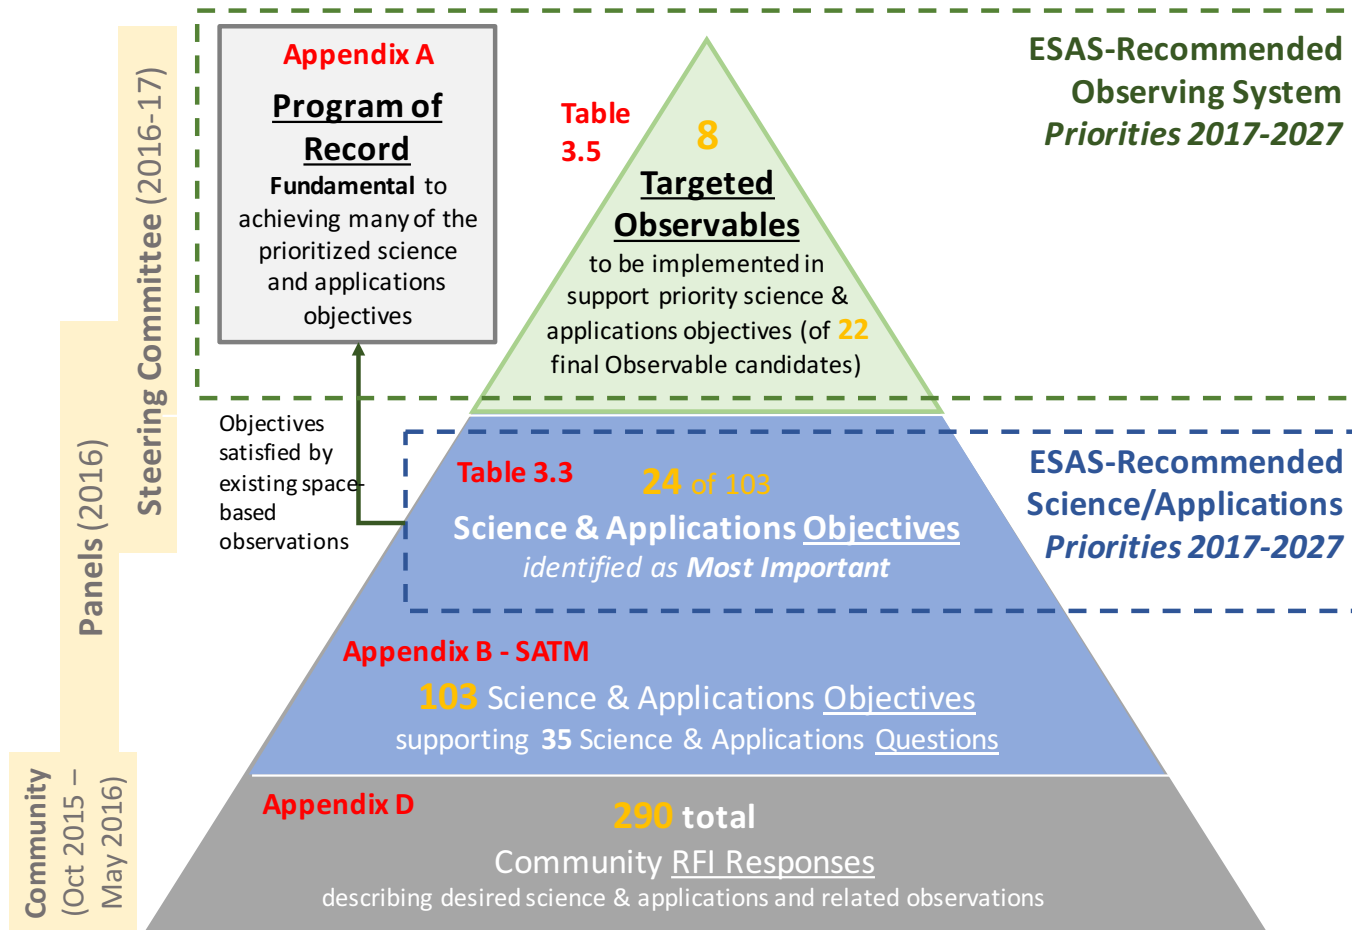 Appendix A
Program of
Record
Fundamental to
achieving many of the
prioritized science
and applications
objectives
Table
3.5
8
Targeted
Observables
to be implemented in
support priority science &
applications objectives (of 22
final Observable candidates)
ESAS-Recommended
Observing System
Priorities 2017-2027
Steering Committee (2016-17)
Panels (2016)
Community
(Oct 2015 –
May 2016)
Objectives
satisfied by
existing space-
based
observations
Table 3.3
24 of 103
Science & Applications Objectives
identified as Most Important
ESAS-Recommended
Science/Applications
Priorities 2017-2027
Appendix B - SATM
103 Science & Applications Objectives
supporting 35 Science & Applications Questions
Appendix D
290 total
Community RFI Responses
describing desired science & applications and related observations